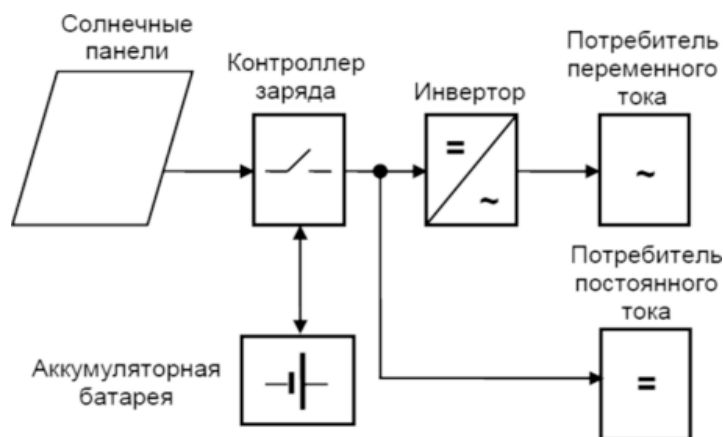 Солнечные
панели
Контроллер
заряда
Инвертор
Потребитель
переменного
тока
=
~
~
Потребитель
постоянного
тока
Аккумуляторная
батарея
=